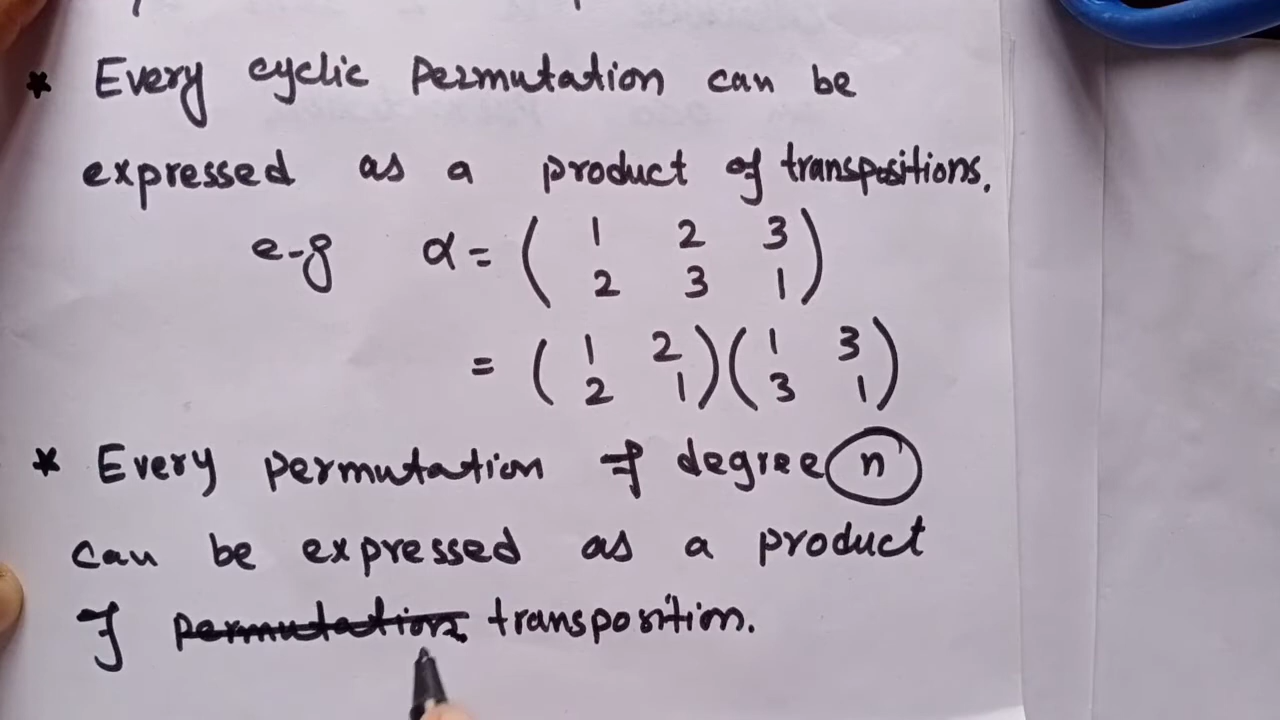 * Every cyclic Permutation can be
expressed as a product of transpositions.
e-g α = ( 1 2 3 )
( 2 3 1 )
= ( 1 2 ) ( 1 3 )
( 2 1 ) ( 3 1 )
* Every permutation of degree n
can be expressed as a product
of permutation transposition.